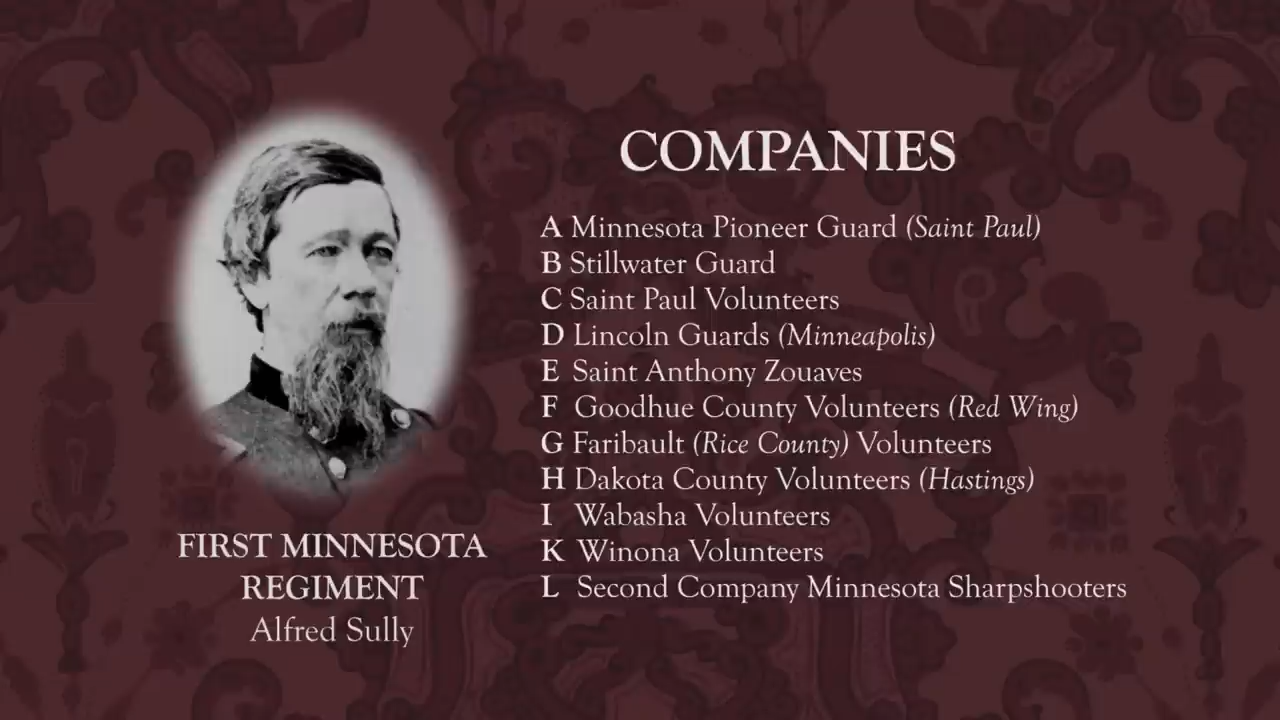 COMPANIES
A Minnesota Pioneer Guard (Saint Paul)
B Stillwater Guard
C Saint Paul Volunteers
D Lincoln Guards (Minneapolis)
E Saint Anthony Zouaves
F Goodhue County Volunteers (Red Wing)
G Faribault (Rice County) Volunteers
H Dakota County Volunteers (Hastings)
I Wabasha Volunteers
K Winona Volunteers
L Second Company Minnesota Sharpshooters
FIRST MINNESOTA
REGIMENT
Alfred Sully